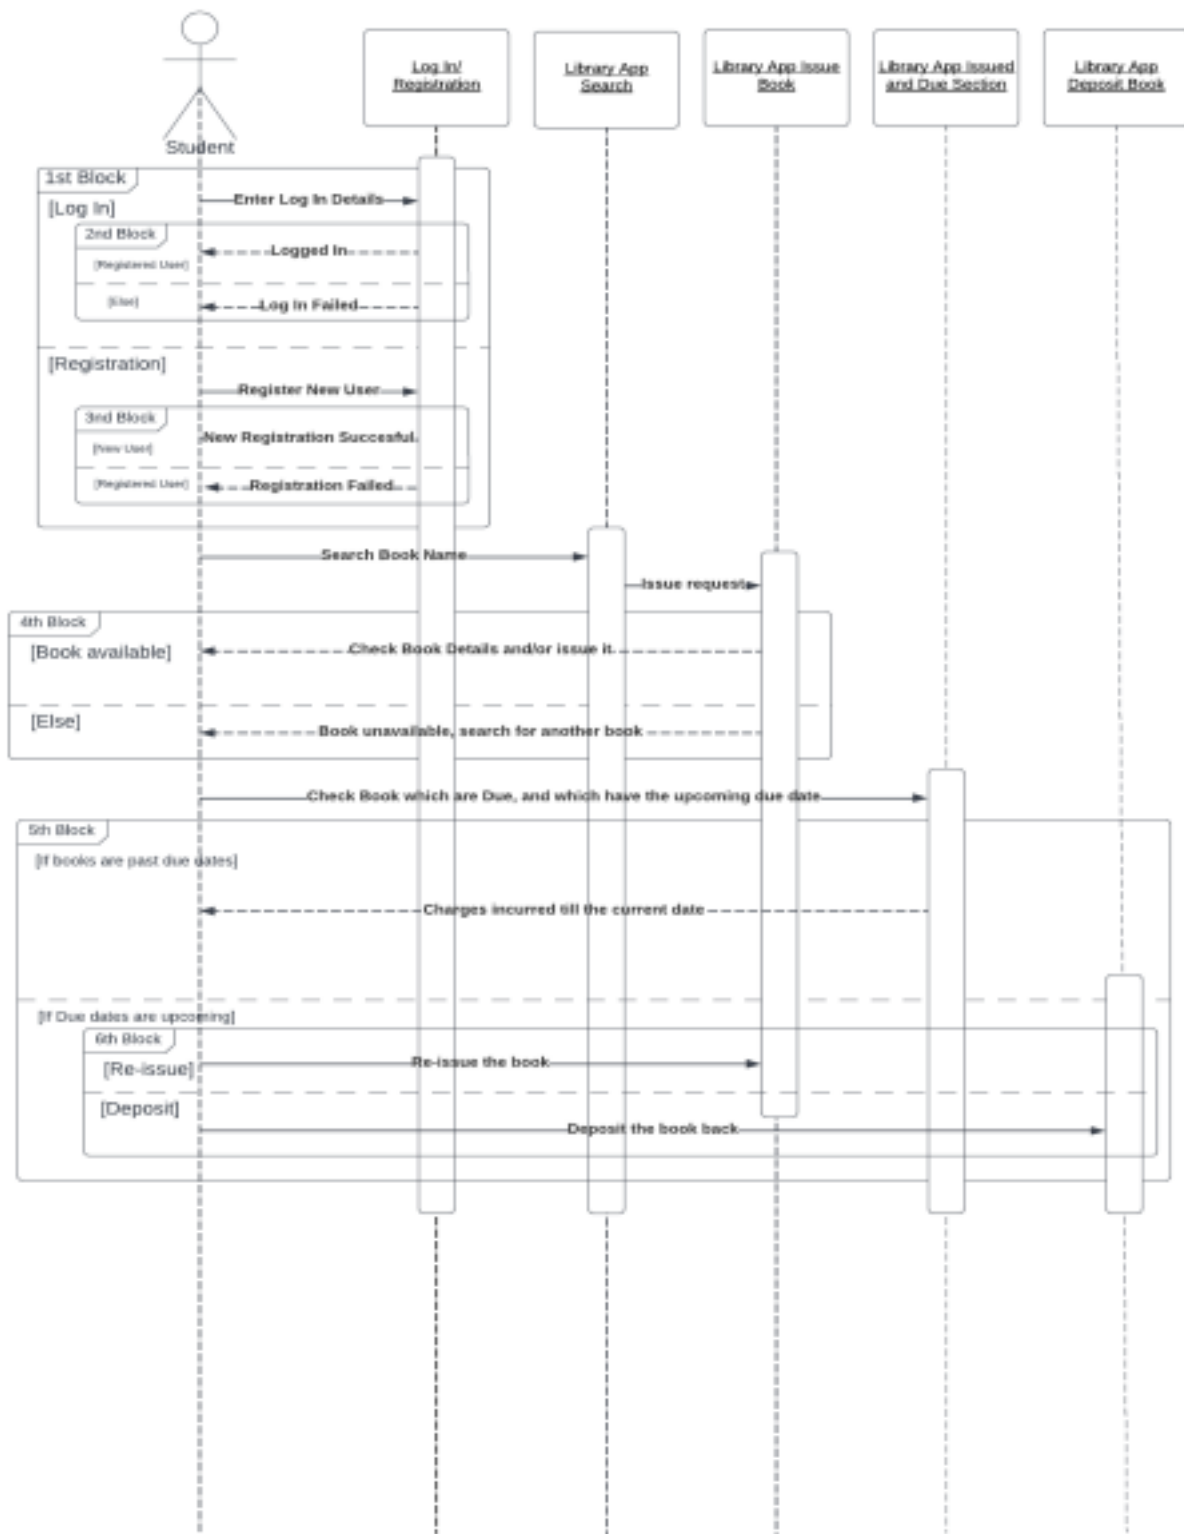 Log In/
Registration
Library App
Search
Library App Issue
Book
Library App Issued
and Due Section
Library App
Deposit Book
Student
1st Block
[Log In]
Enter Log In Details
2nd Block
[Registered User]
Logged In
[Else]
Log In Failed
[Registration]
Register New User
3nd Block
[New User]
New Registration Succesful
[Registered User]
Registration Failed
Search Book Name
Issue request
4th Block
[Book available]
Check Book Details and/or issue it
[Else]
Book unavailable, search for another book
Check Book which are Due, and which have the upcoming due date
5th Block
[If books are past due dates]
Charges incurred till the current date
[If Due dates are upcoming]
6th Block
[Re-issue]
Re-issue the book
[Deposit]
Deposit the book back